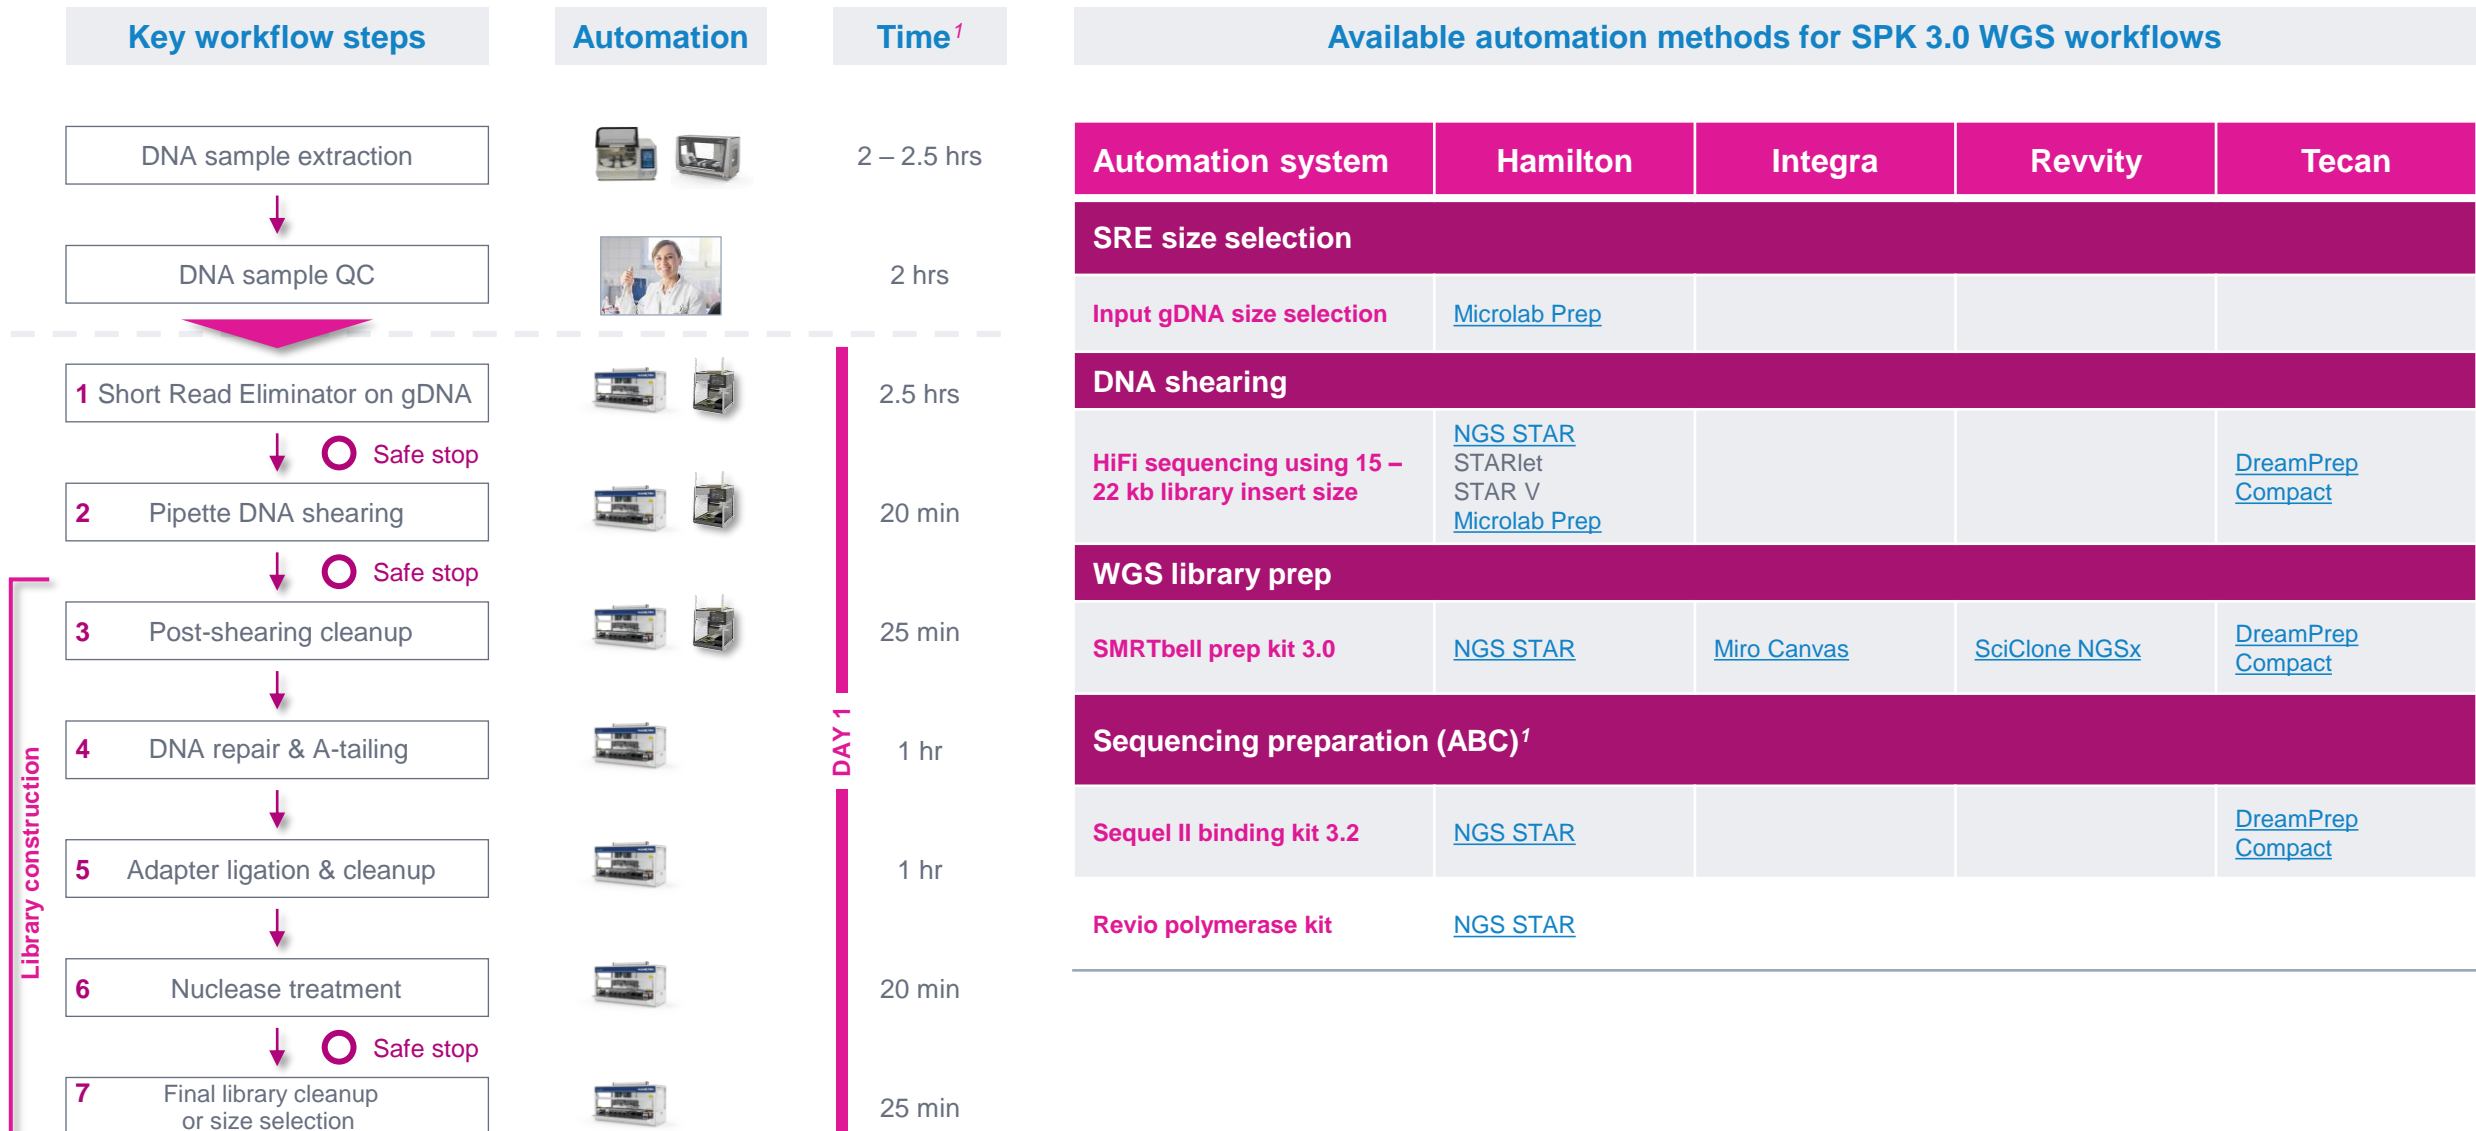 Key workflow steps
Automation
Time1
DNA sample extraction
2 – 2.5 hrs
DNA sample QC
2 hrs
1 Short Read Eliminator on gDNA
2.5 hrs
Safe stop
2 Pipette DNA shearing
20 min
Safe stop
3 Post-shearing cleanup
25 min
4 DNA repair & A-tailing
1 hr
5 Adapter ligation & cleanup
1 hr
6 Nuclease treatment
20 min
Safe stop
7 Final library cleanup
or size selection
25 min
Library construction
DAY 1
Available automation methods for SPK 3.0 WGS workflows
Automation system Hamilton Integra Revvity Tecan
SRE size selection
Input gDNA size selection Microlab Prep
DNA shearing
HiFi sequencing using 15 –
22 kb library insert size
NGS STAR
STARlet
STAR V
Microlab Prep
DreamPrep
Compact
WGS library prep
SMRTbell prep kit 3.0 NGS STAR Miro Canvas SciClone NGSx
DreamPrep
Compact
Sequencing preparation (ABC)1
Sequel II binding kit 3.2 NGS STAR
DreamPrep
Compact
Revio polymerase kit NGS STAR